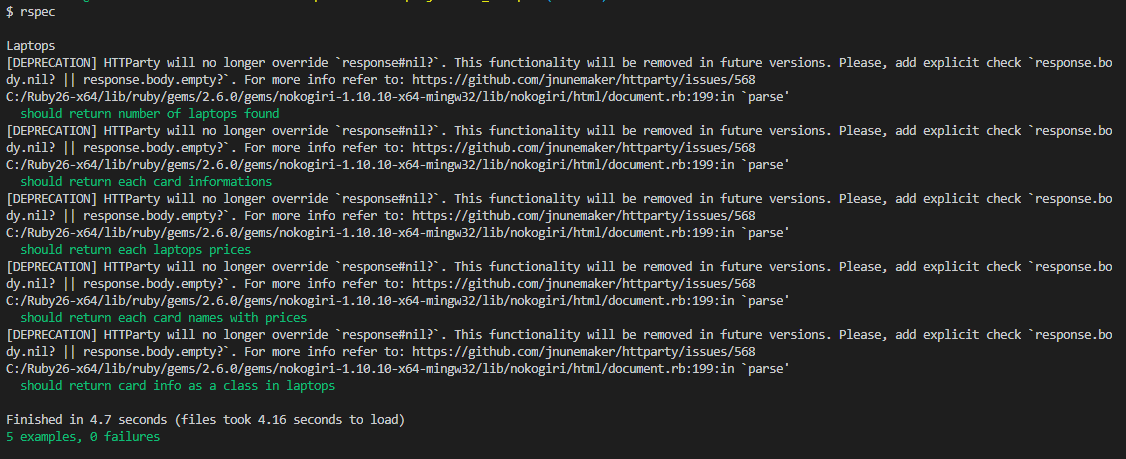 $ rspec
Laptops
[DEPRECATION] HTTParty will no longer override `response#nil?`. This functionality will be removed in future versions. Please, add explicit check `response.bo
dy.nil? || response.body.empty?`. For more info refer to: https://github.com/jnunemaker/httparty/issues/568
C:/Ruby26-x64/lib/ruby/gems/2.6.0/gems/nokogiri-1.10.10-x64-mingw32/lib/nokogiri/html/document.rb:199:in `parse'
  should return number of laptops found
[DEPRECATION] HTTParty will no longer override `response#nil?`. This functionality will be removed in future versions. Please, add explicit check `response.bo
dy.nil? || response.body.empty?`. For more info refer to: https://github.com/jnunemaker/httparty/issues/568
C:/Ruby26-x64/lib/ruby/gems/2.6.0/gems/nokogiri-1.10.10-x64-mingw32/lib/nokogiri/html/document.rb:199:in `parse'
  should return each card informations
[DEPRECATION] HTTParty will no longer override `response#nil?`. This functionality will be removed in future versions. Please, add explicit check `response.bo
dy.nil? || response.body.empty?`. For more info refer to: https://github.com/jnunemaker/httparty/issues/568
C:/Ruby26-x64/lib/ruby/gems/2.6.0/gems/nokogiri-1.10.10-x64-mingw32/lib/nokogiri/html/document.rb:199:in `parse'
  should return each laptops prices
[DEPRECATION] HTTParty will no longer override `response#nil?`. This functionality will be removed in future versions. Please, add explicit check `response.bo
dy.nil? || response.body.empty?`. For more info refer to: https://github.com/jnunemaker/httparty/issues/568
C:/Ruby26-x64/lib/ruby/gems/2.6.0/gems/nokogiri-1.10.10-x64-mingw32/lib/nokogiri/html/document.rb:199:in `parse'
  should return each card names with prices
[DEPRECATION] HTTParty will no longer override `response#nil?`. This functionality will be removed in future versions. Please, add explicit check `response.bo
dy.nil? || response.body.empty?`. For more info refer to: https://github.com/jnunemaker/httparty/issues/568
C:/Ruby26-x64/lib/ruby/gems/2.6.0/gems/nokogiri-1.10.10-x64-mingw32/lib/nokogiri/html/document.rb:199:in `parse'
  should return card info as a class in laptops
Finished in 4.7 seconds (files took 4.16 seconds to load)
5 examples, 0 failures